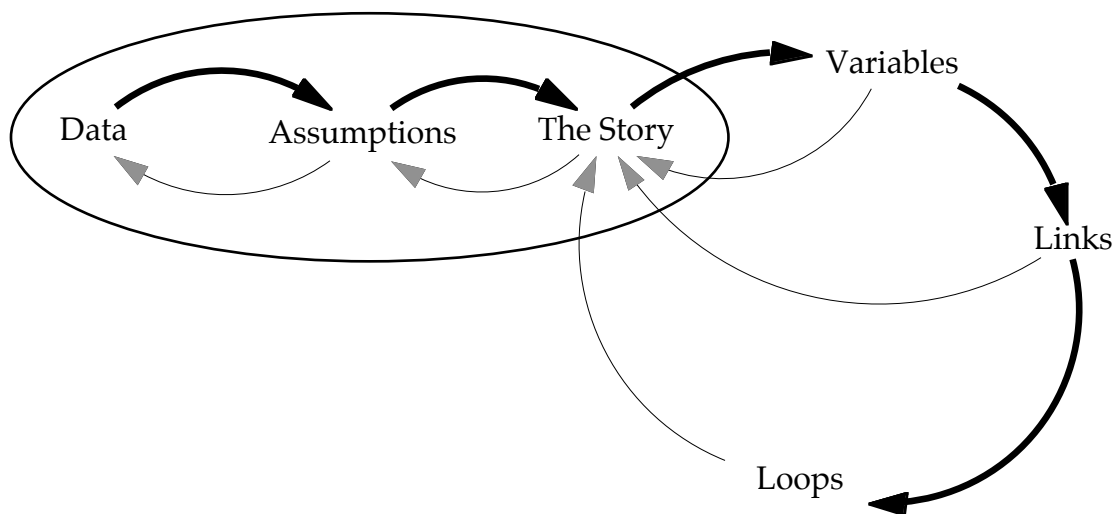 Variables
Data
Assumptions
The Story
Links
Loops